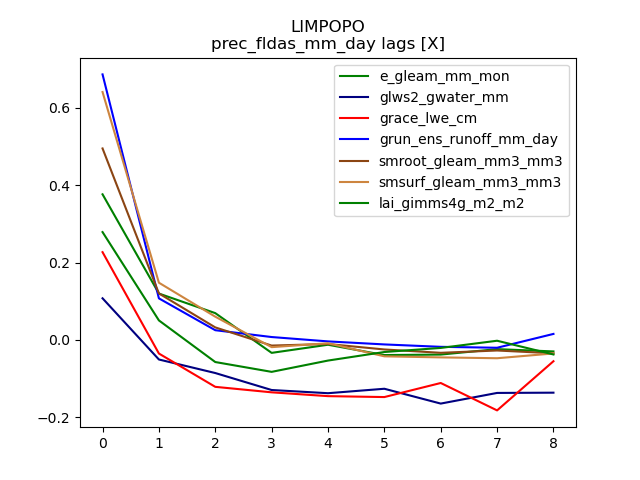 LIMPOPO
prec_fldas_mm_day lags [X]
e_gleam_mm_mon
glws2_gwater_mm
grace_lwe_cm
grun_ens_runoff_mm_day
smroot_gleam_mm3_mm3
smsurf_gleam_mm3_mm3
lai_gimms4g_m2_m2
0.6
0.4
0.2
0.0
−0.2
0 1 2 3 4 5 6 7 8